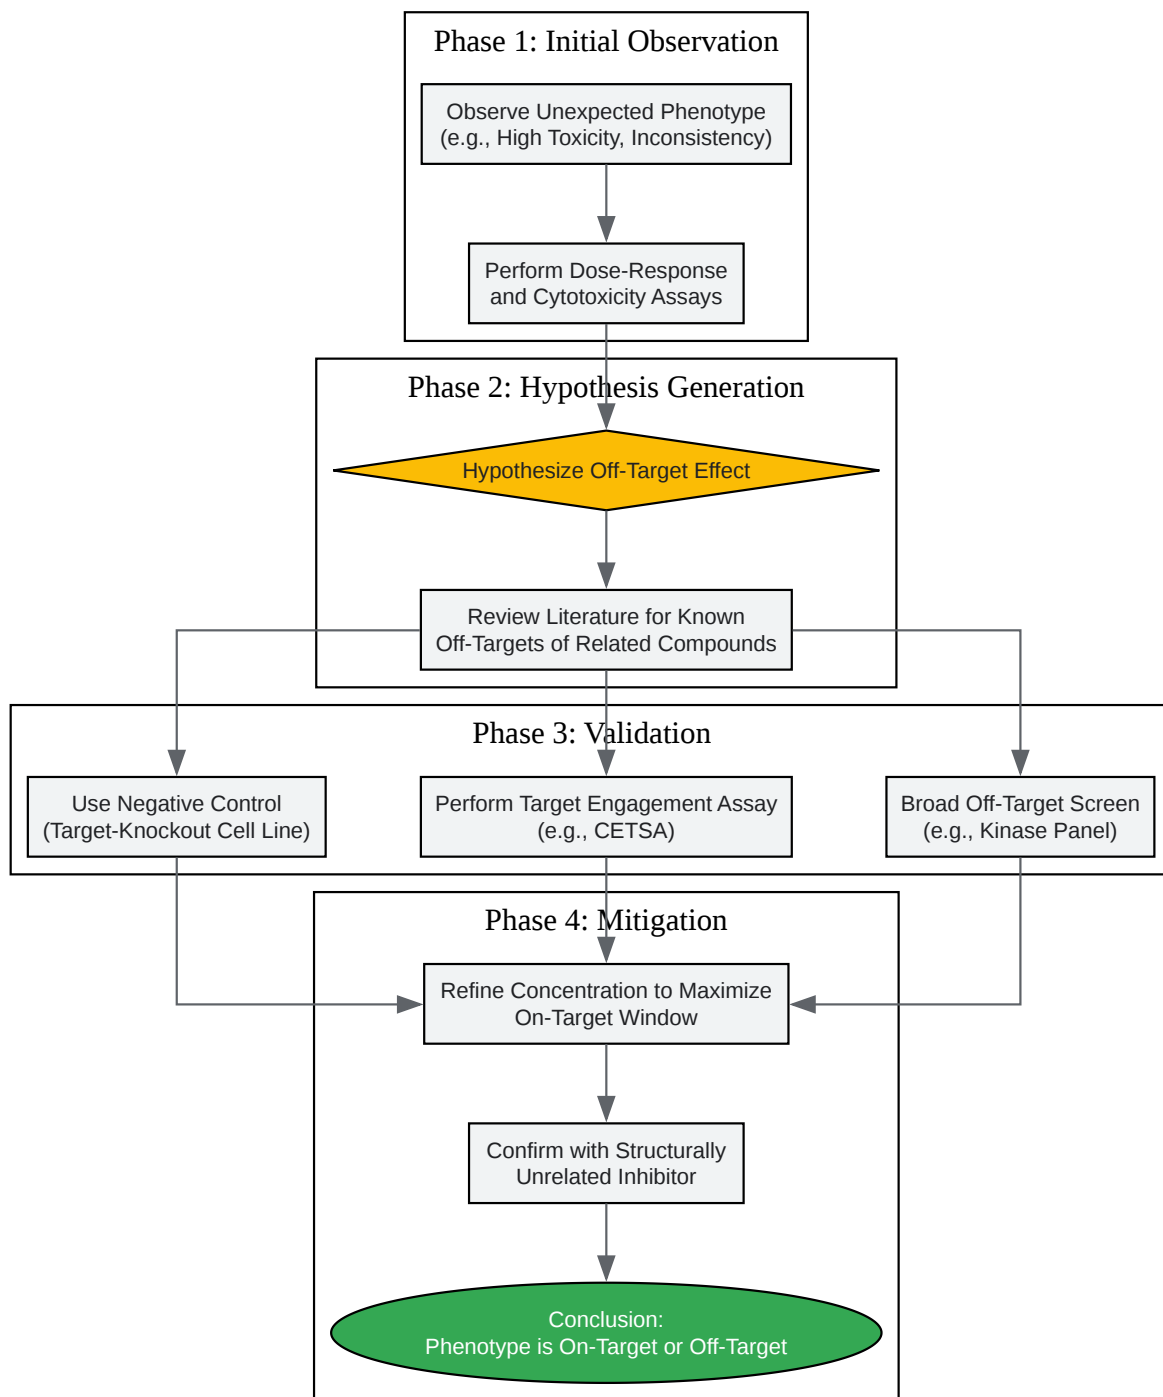 Phase 1: Initial Observation
Observe Unexpected Phenotype
(e.g., High Toxicity, Inconsistency)
Perform Dose-Response
and Cytotoxicity Assays
Phase 2: Hypothesis Generation
Hypothesize Off-Target Effect
Review Literature for Known
Off-Targets of Related Compounds
Phase 3: Validation
Use Negative Control
(Target-Knockout Cell Line)
Perform Target Engagement Assay
(e.g., CETSA)
Broad Off-Target Screen
(e.g., Kinase Panel)
Phase 4: Mitigation
Refine Concentration to Maximize
On-Target Window
Confirm with Structurally
Unrelated Inhibitor
Conclusion:
Phenotype is On-Target or Off-Target